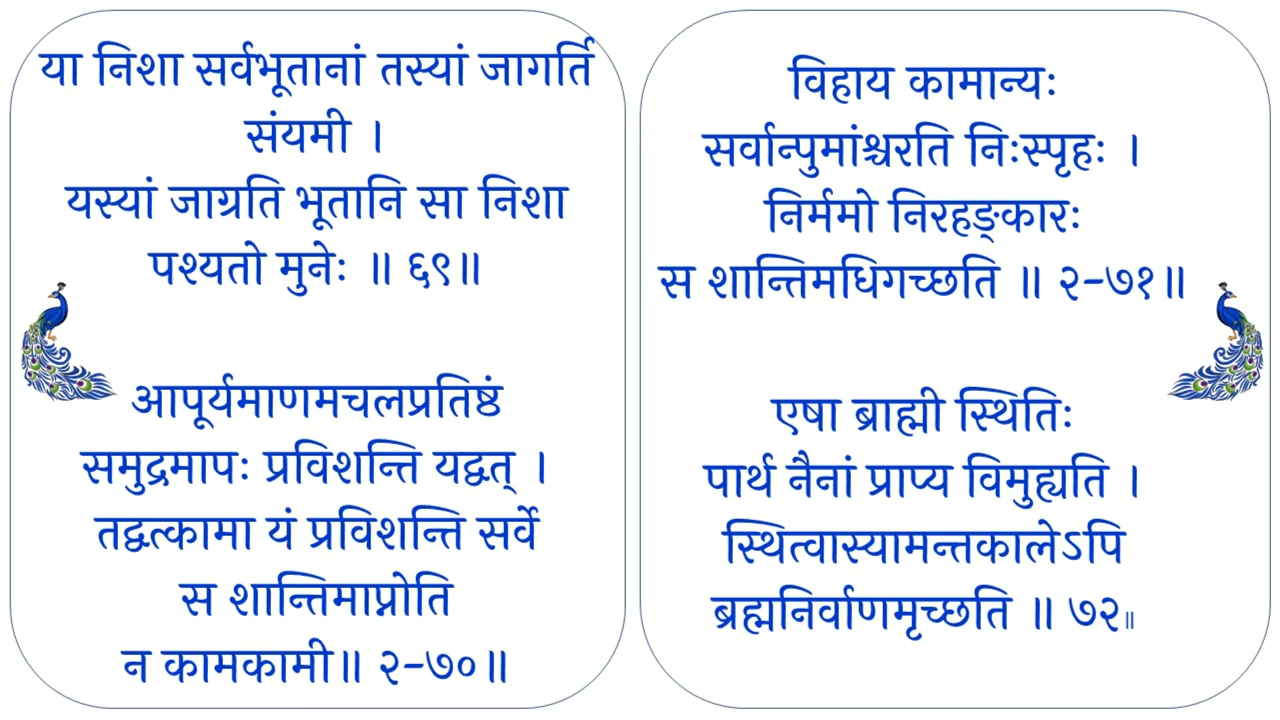 या निशा सर्वभूतानां तस्यां जागर्ति
संयमी ।
यस्यां जाग्रति भूतानि सा निशा
पश्यतो मुनेः ॥ ६९॥
आपूर्यमाणमचलप्रतिष्ठं
समुद्रमापः प्रविशन्ति यद्वत् ।
तद्वत्कामा यं प्रविशन्ति सर्वे
स शान्तिमाप्नोति
न कामकामी॥ २-७०॥
विहाय कामान्यः
सर्वान्पुमांश्चरति निःस्पृहः ।
निर्ममो निरहङ्कारः
स शान्तिमधिगच्छति ॥ २-७१॥
एषा ब्राह्मी स्थितिः
पार्थ नैनां प्राप्य विमुह्यति ।
स्थित्वास्यामन्तकालेऽपि
ब्रह्मनिर्वाणमृच्छति ॥ ७२॥